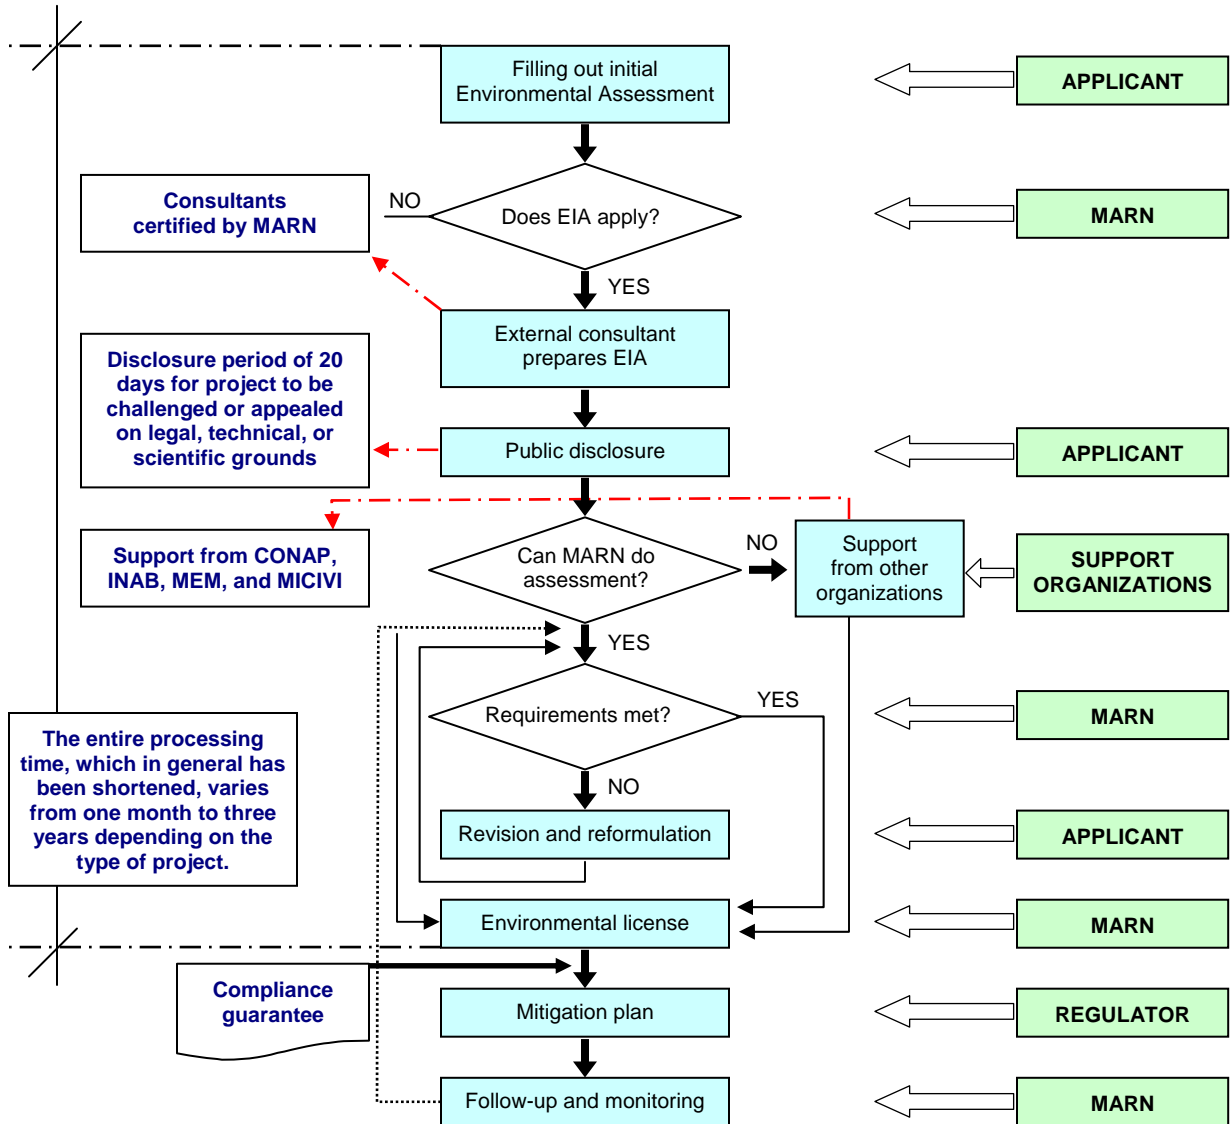 Filling out initial
Environmental Assessment
APPLICANT
Consultants
certified by MARN
NO
Does EIA apply?
MARN
YES
External consultant
prepares EIA
Disclosure period of 20
days for project to be
challenged or appealed
on legal, technical, or
scientific grounds
Public disclosure
APPLICANT
Support from CONAP,
INAB, MEM, and MICIVI
Can MARN do
assessment?
NO
Support
from other
organizations
SUPPORT
ORGANIZATIONS
YES
Requirements met?
YES
MARN
The entire processing
time, which in general has
been shortened, varies
from one month to three
years depending on the
type of project.
NO
Revision and reformulation
APPLICANT
Environmental license
MARN
Compliance
guarantee
Mitigation plan
REGULATOR
Follow-up and monitoring
MARN